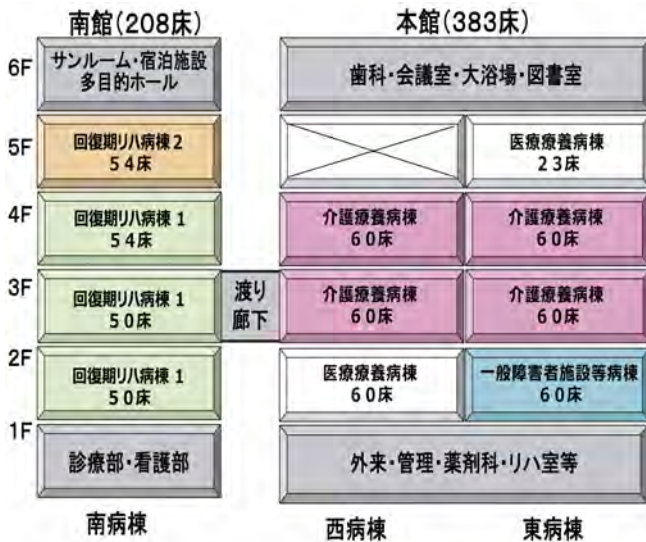 南館(208床)
本館(383床)
6F
サンルーム・宿泊施設
多目的ホール
歯科・会議室・大浴場・図書室
5F
回復期リハ病棟2
54床
医療療養病棟
23床
4F
回復期リハ病棟1
54床
介護療養病棟
60床
介護療養病棟
60床
3F
回復期リハ病棟1
50床
渡り
廊下
介護療養病棟
60床
介護療養病棟
60床
2F
回復期リハ病棟1
50床
医療療養病棟
60床
一般障害者施設等病棟
60床
1F
診療部・看護部
外来・管理・薬剤科・リハ室等
南病棟
西病棟
東病棟